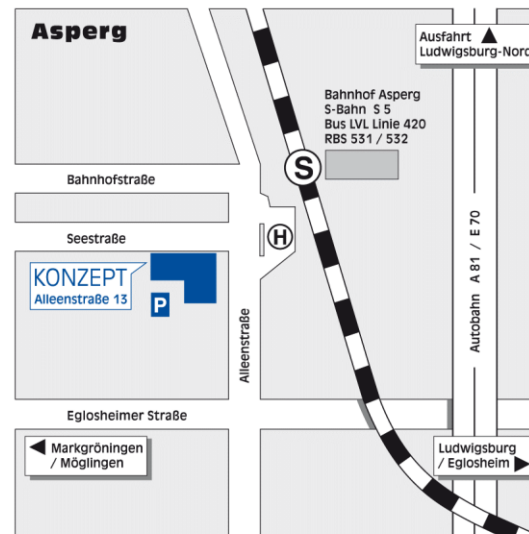 Asperg
Ausfahrt ▲
Ludwigsburg-Nord
Bahnhof Asperg
S-Bahn S 5
Bus LVL Linie 420
RBS 531 / 532
S
Bahnhofstraße
Seestraße
H
KONZEPT
Alleenstraße 13
P
Alleenstraße
Autobahn A 81 / E 70
Eglosheimer Straße
◀ Markgröningen
/ Möglingen
Ludwigsburg
/ Eglosheim ▶